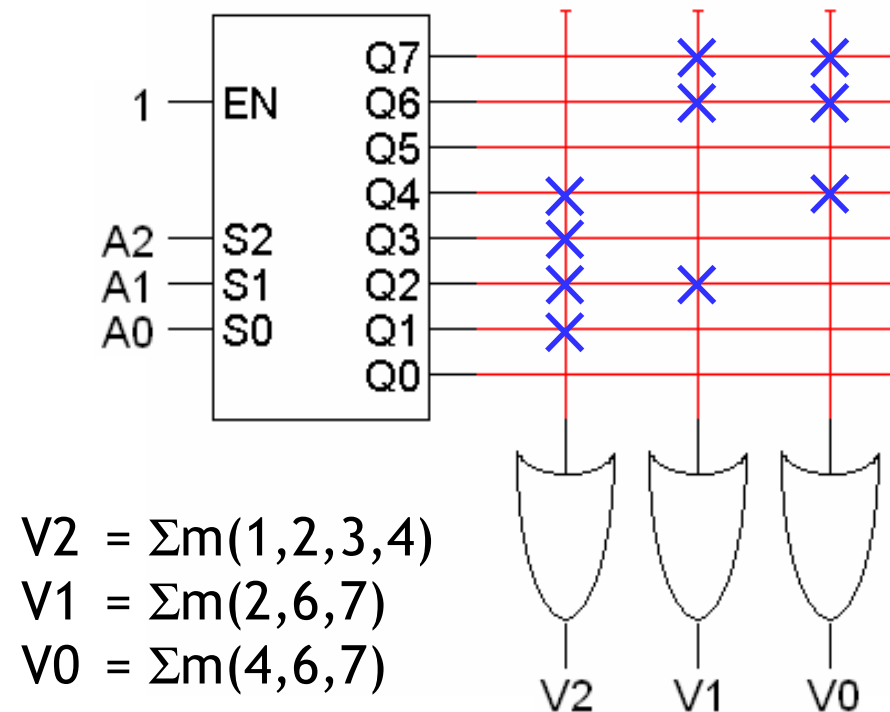 Q7
1 EN Q6
Q5
Q4
A2 S2 Q3
A1 S1 Q2
A0 S0 Q1
Q0
V2 = Σm(1,2,3,4)
V1 = Σm(2,6,7)
V0 = Σm(4,6,7)
V2 V1 V0